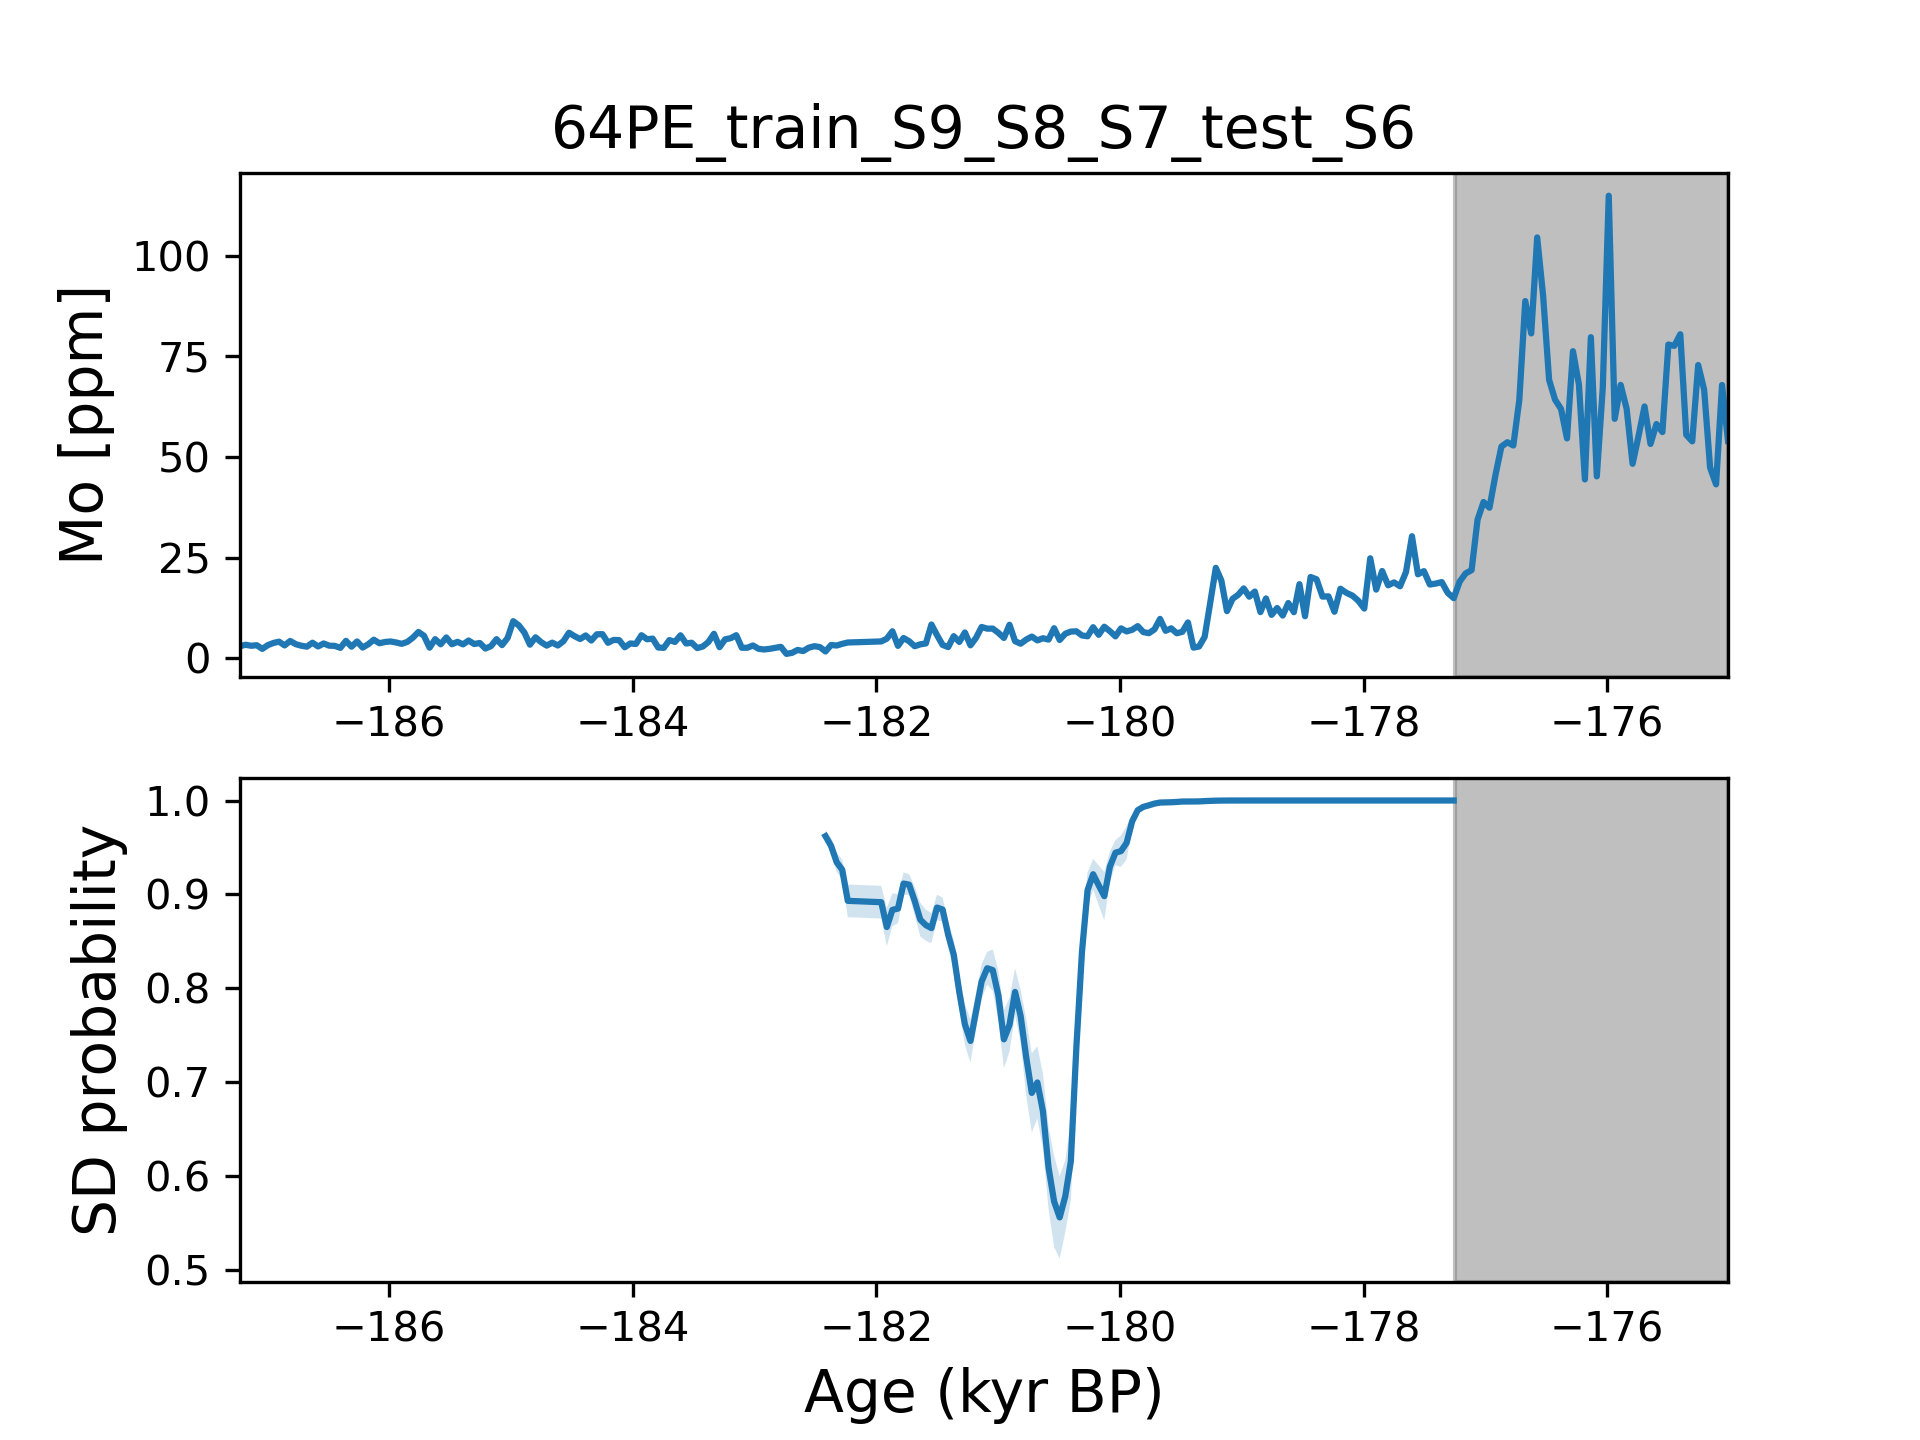 64PE_train_S9_S8_S7_test_S6
Mo [ppm]
100
75
50
25
0
−186 −184 −182 −180 −178 −176
SD probability
1.0
0.9
0.8
0.7
0.6
0.5
−186 −184 −182 −180 −178 −176
Age (kyr BP)